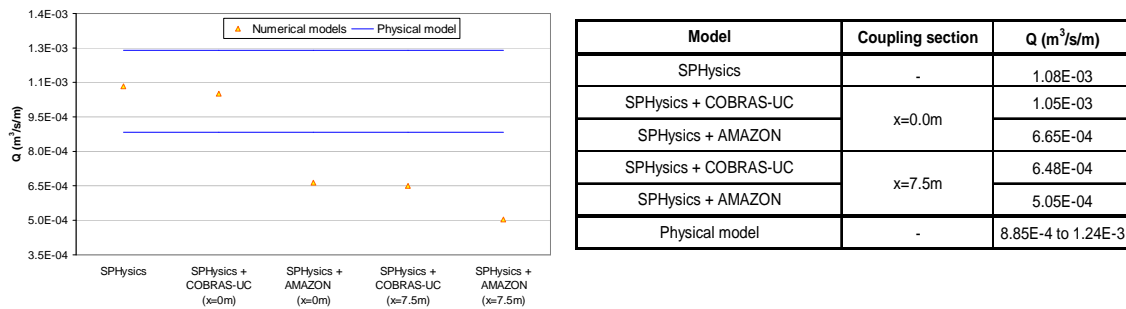 1.4E-03
1.3E-03
1.1E-03
9.5E-04
8.0E-04
6.5E-04
5.0E-04
3.5E-04
Q (m³/s/m)
Numerical models
Physical model
SPHysics
SPHysics + COBRAS-UC (x=0m)
SPHysics + AMAZON (x=0m)
SPHysics + COBRAS-UC (x=7.5m)
SPHysics + AMAZON (x=7.5m)
Model Coupling section Q (m³/s/m)
SPHysics - 1.08E-03
SPHysics + COBRAS-UC x=0.0m 1.05E-03
SPHysics + AMAZON 6.65E-04
SPHysics + COBRAS-UC x=7.5m 6.48E-04
SPHysics + AMAZON 5.05E-04
Physical model - 8.85E-4 to 1.24E-3